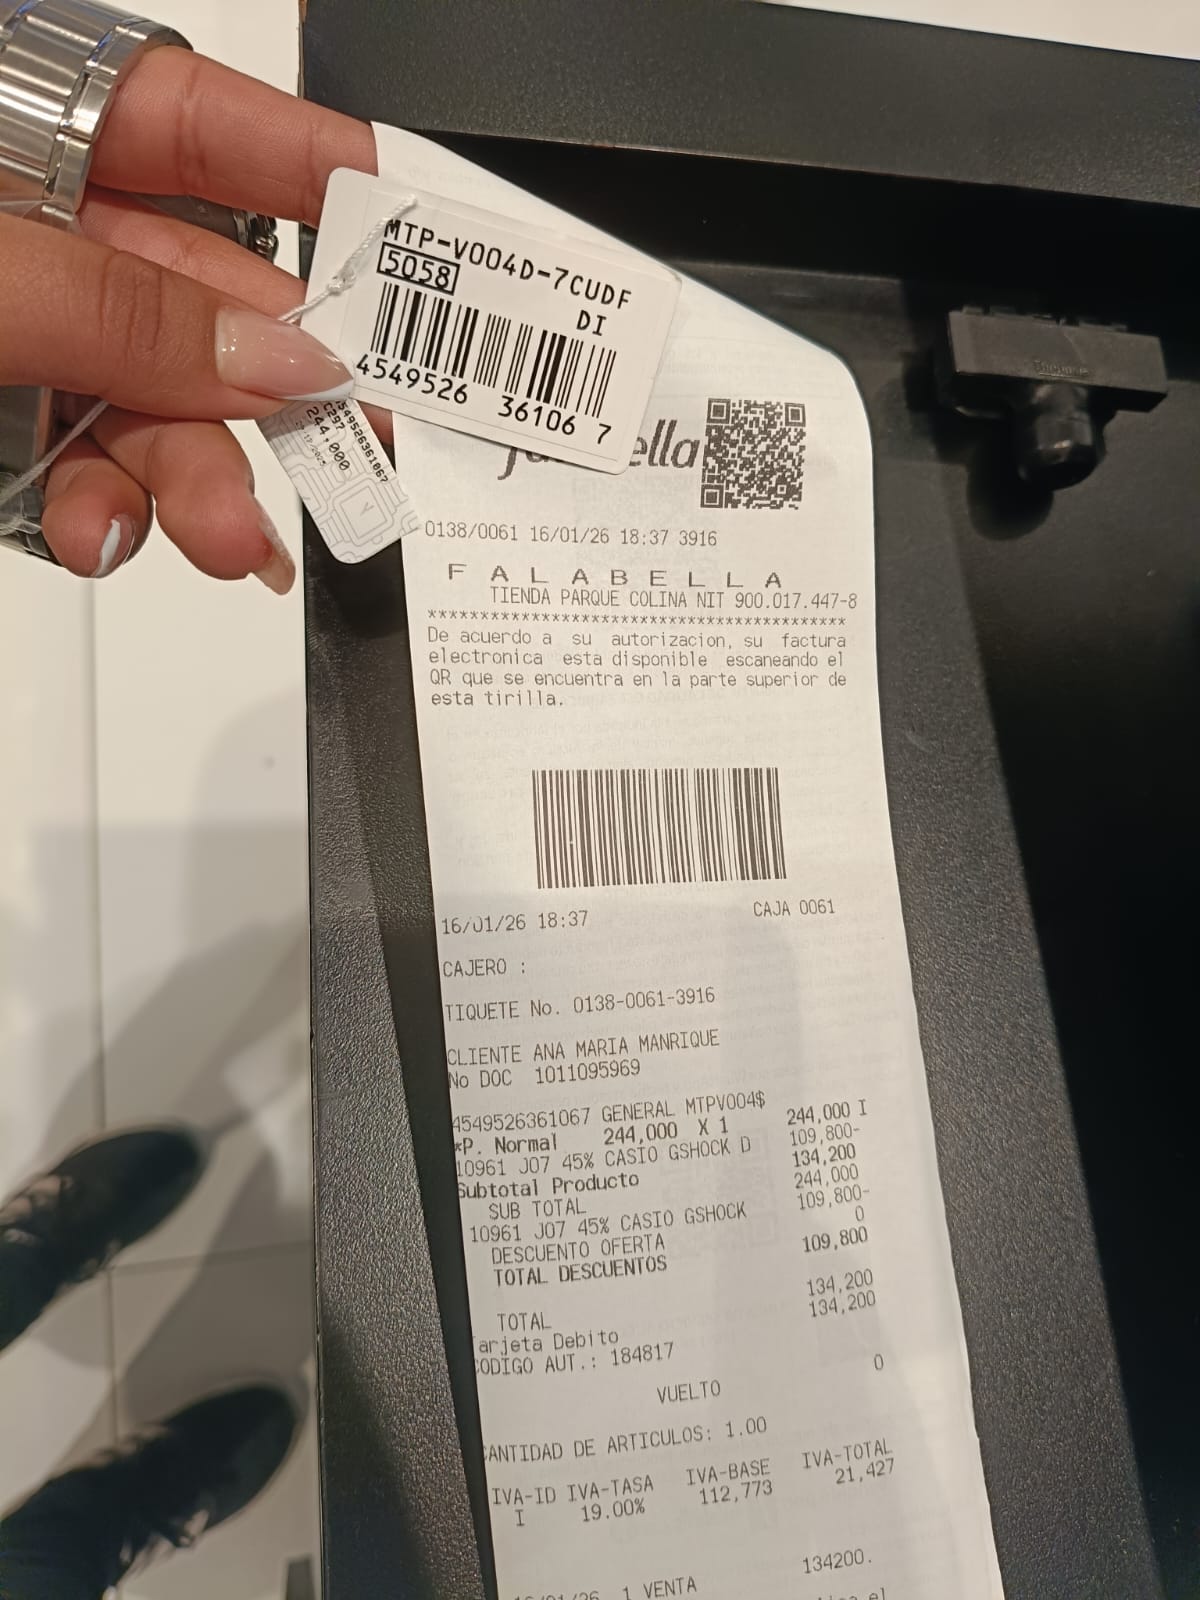 MTP-V004D-7CUDF
5058
DI
4549526 36106 7
4549526361067
C297
244,000
ella
0138/0061 16/01/26 18:37 3916
FALABELLA
TIENDA PARQUE COLINA NIT 900.017.447-8
******************************************
De acuerdo a su autorizacion, su factura
electronica esta disponible escaneando el
QR que se encuentra en la parte superior de
esta tirilla.
16/01/26 18:37 CAJA 0061
CAJERO :
TIQUETE No. 0138-0061-3916
CLIENTE ANA MARIA MANRIQUE
No DOC 1011095969
4549526361067 GENERAL MTPV004$
*P. Normal 244,000 X 1 244,000 I
10961 J07 45% CASIO GSHOCK D 109,800-
Subtotal Producto 134,200
SUB TOTAL 244,000
10961 J07 45% CASIO GSHOCK 109,800-
DESCUENTO OFERTA 0
TOTAL DESCUENTOS 109,800
TOTAL 134,200
arjeta Debito 134,200
CODIGO AUT.: 184817
VUELTO 0
CANTIDAD DE ARTICULOS: 1.00
IVA-ID IVA-TASA IVA-BASE IVA-TOTAL
I 19.00% 112,773 21,427
134200.
1 VENTA